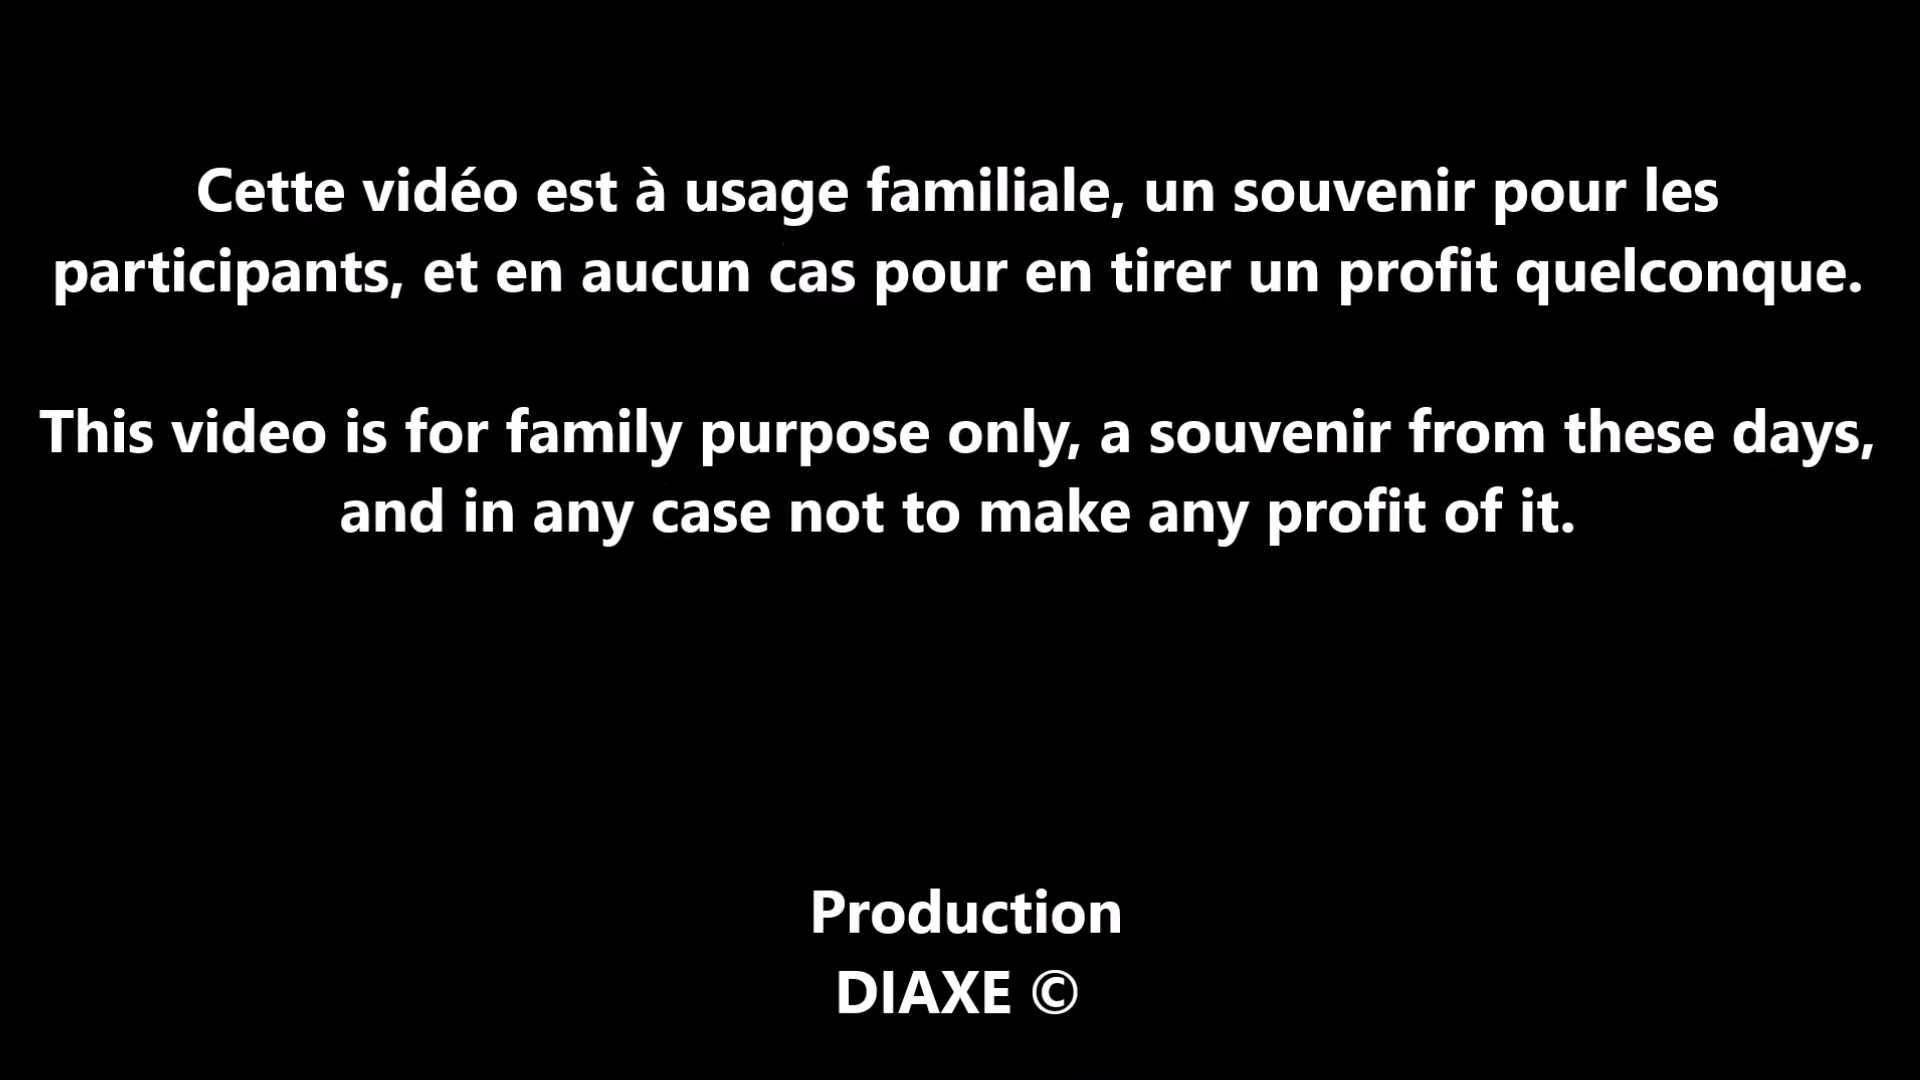 Cette vidéo est à usage familiale, un souvenir pour les
participants, et en aucun cas pour en tirer un profit quelconque.
This video is for family purpose only, a souvenir from these days,
and in any case not to make any profit of it.
Production
DIAXE ©